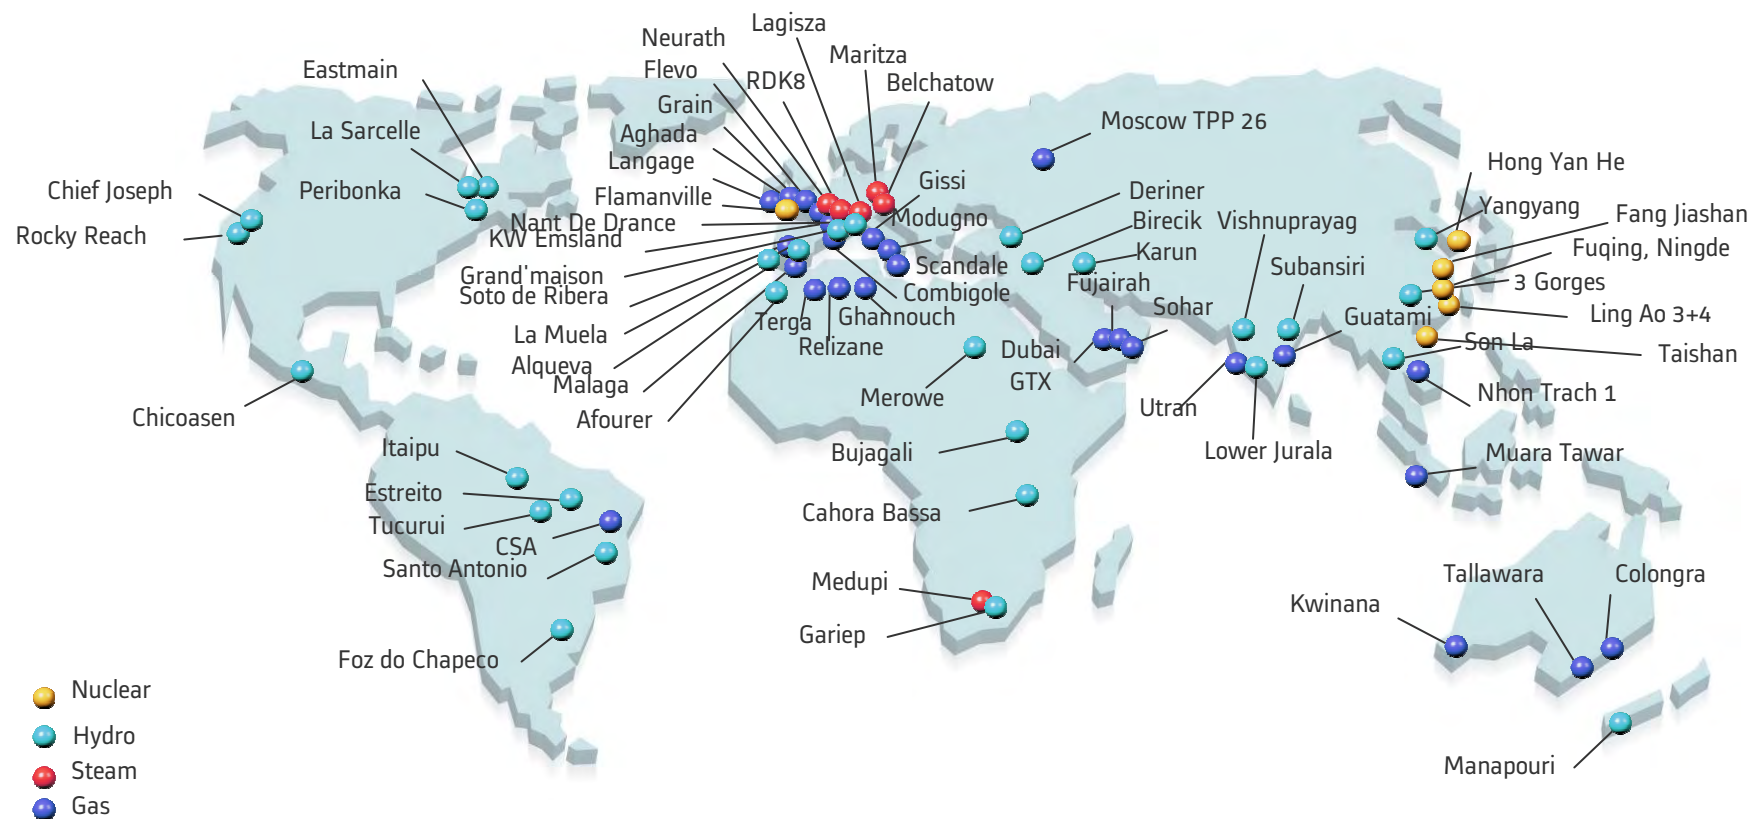 Lagisza
Neurath
Maritza
Flevo
RDK8
Belchatow
Eastmain
Grain
Aghada
Langage
La Sarcelle
Moscow TPP 26
Hong Yan He
Chief Joseph
Peribonka
Flamanville
Gissi
Deriner
Yangyang
Fang Jiashan
Rocky Reach
Nant De Drance
KW Emsland
Modugno
Birecik
Vishnuprayag
Fuqing, Ningde
Grand'maison
Soto de Ribera
Scandale
Karun
Subansiri
3 Gorges
Combigole
Fujairah
Sohar
Guatami
Ling Ao 3+4
La Muela
Terga
Ghannouch
Relizane
Son La
Taishan
Alqueva
Malaga
Dubai
GTX
Merowe
Utran
Nhon Trach 1
Chicoasen
Afourer
Itaipu
Bujagali
Lower Jurala
Muara Tawar
Estreito
Tucurui
CSA
Santo Antonio
Cahora Bassa
Medupi
Gariep
Tallawara
Colongra
Kwinana
Foz do Chapeco
Manapouri
Nuclear
Hydro
Steam
Gas